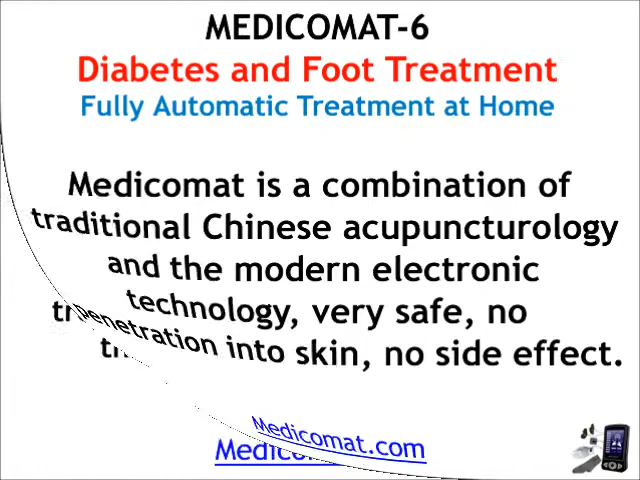 MEDICOMAT-6
Diabetes and Foot Treatment
Fully Automatic Treatment at Home
Medicomat is a combination of
traditional Chinese acupuncturology
and the modern electronic
technology, very safe, no
penetration into skin, no side effect.
Medicomat.com